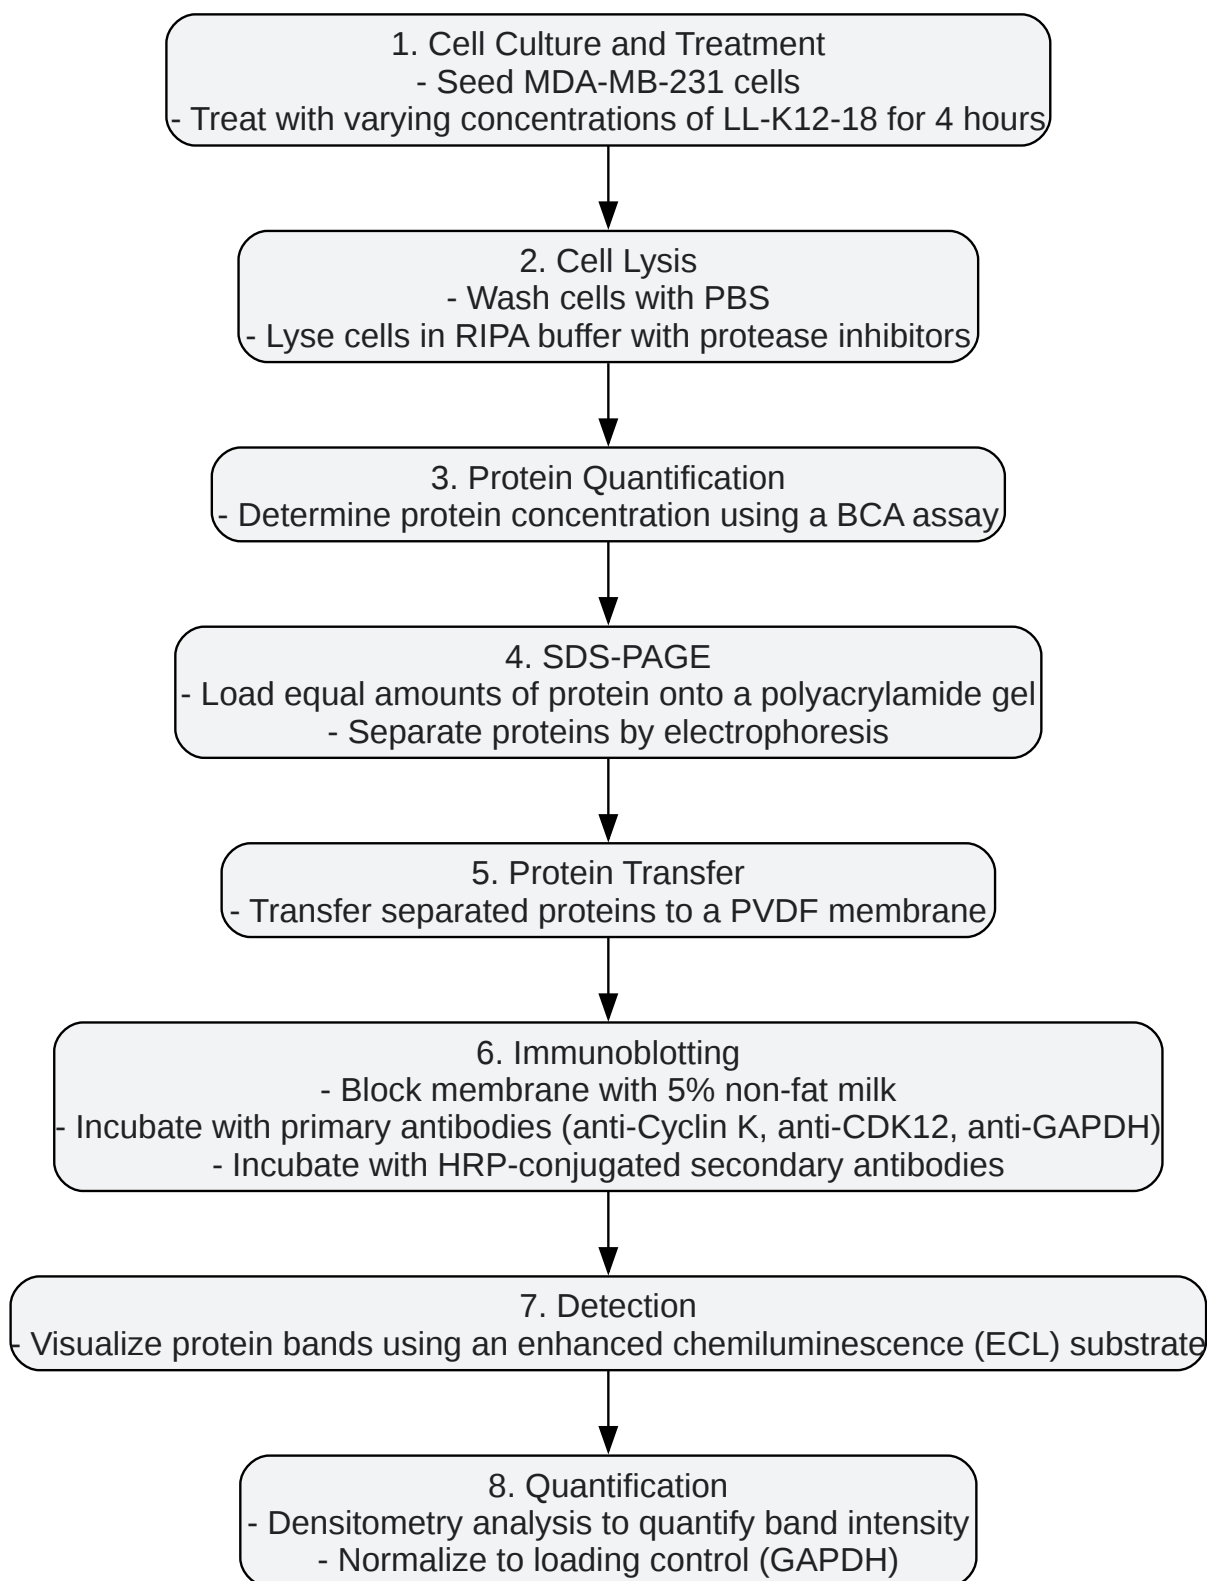 1. Cell Culture and Treatment
- Seed MDA-MB-231 cells
- Treat with varying concentrations of LL-K12-18 for 4 hours
2. Cell Lysis
- Wash cells with PBS
- Lyse cells in RIPA buffer with protease inhibitors
3. Protein Quantification
- Determine protein concentration using a BCA assay
4. SDS-PAGE
- Load equal amounts of protein onto a polyacrylamide gel
- Separate proteins by electrophoresis
5. Protein Transfer
- Transfer separated proteins to a PVDF membrane
6. Immunoblotting
- Block membrane with 5% non-fat milk
- Incubate with primary antibodies (anti-Cyclin K, anti-CDK12, anti-GAPDH)
- Incubate with HRP-conjugated secondary antibodies
7. Detection
- Visualize protein bands using an enhanced chemiluminescence (ECL) substrate
8. Quantification
- Densitometry analysis to quantify band intensity
- Normalize to loading control (GAPDH)